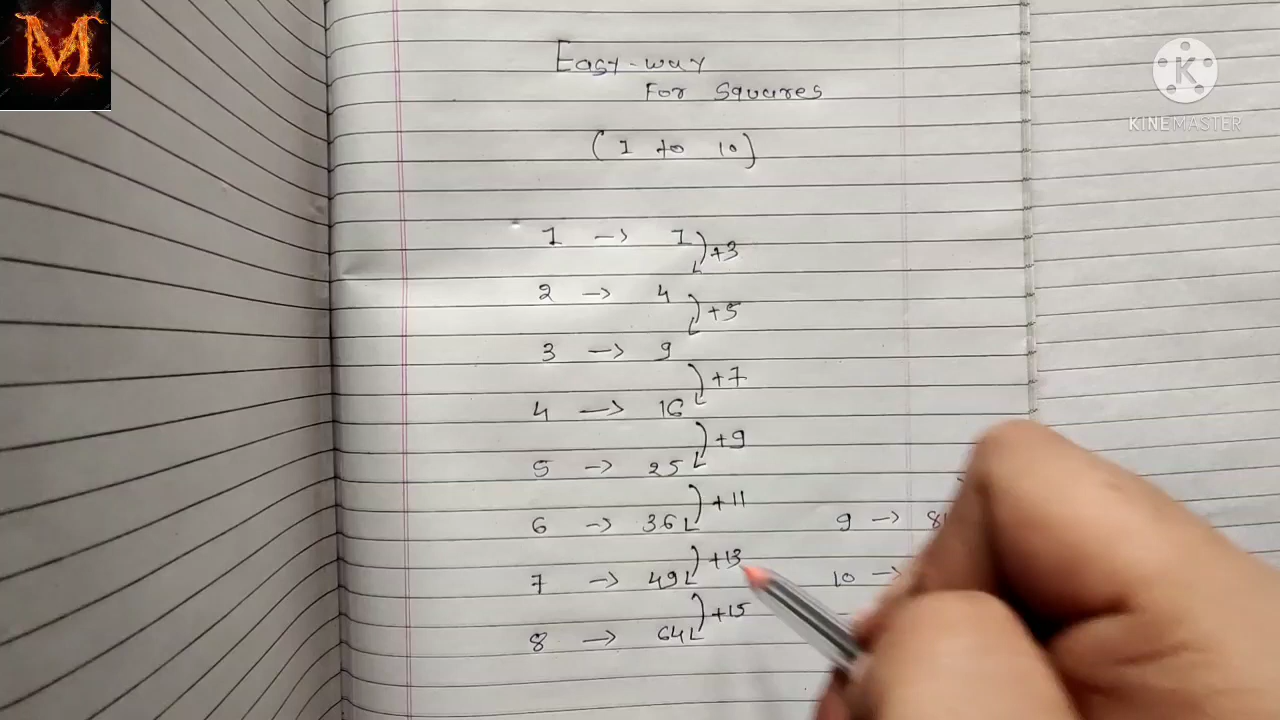 M
K
KINEMASTER
Easy-way
For Squares
(1 to 10)
1 → 1
+3
2 → 4
+5
3 → 9
+7
4 → 16
+9
5 → 25
+11
6 → 36
+13
7 → 49
+15
8 → 64
9 → 81
10 →